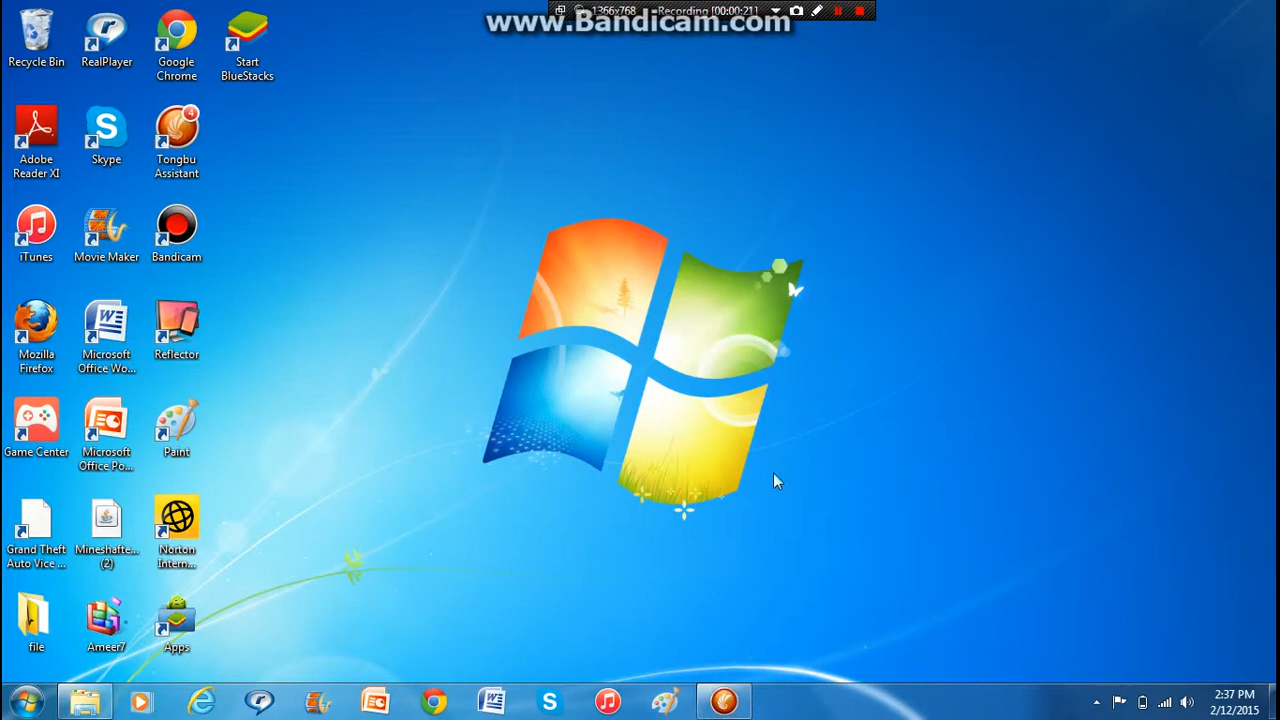 1366x768
Recording [00:00:21]
www.Bandicam.com
Recycle Bin
RealPlayer
Google
Chrome
Start
BlueStacks
Adobe
Reader XI
Skype
4
Tongbu
Assistant
iTunes
Movie Maker
Bandicam
Mozilla
Firefox
Microsoft
Office Wo...
Reflector
Game Center
Microsoft
Office Po...
Paint
Grand Theft
Auto Vice ...
Mineshafte...
(2)
Norton
Intern...
file
Ameer7
Apps
2:37 PM
2/12/2015